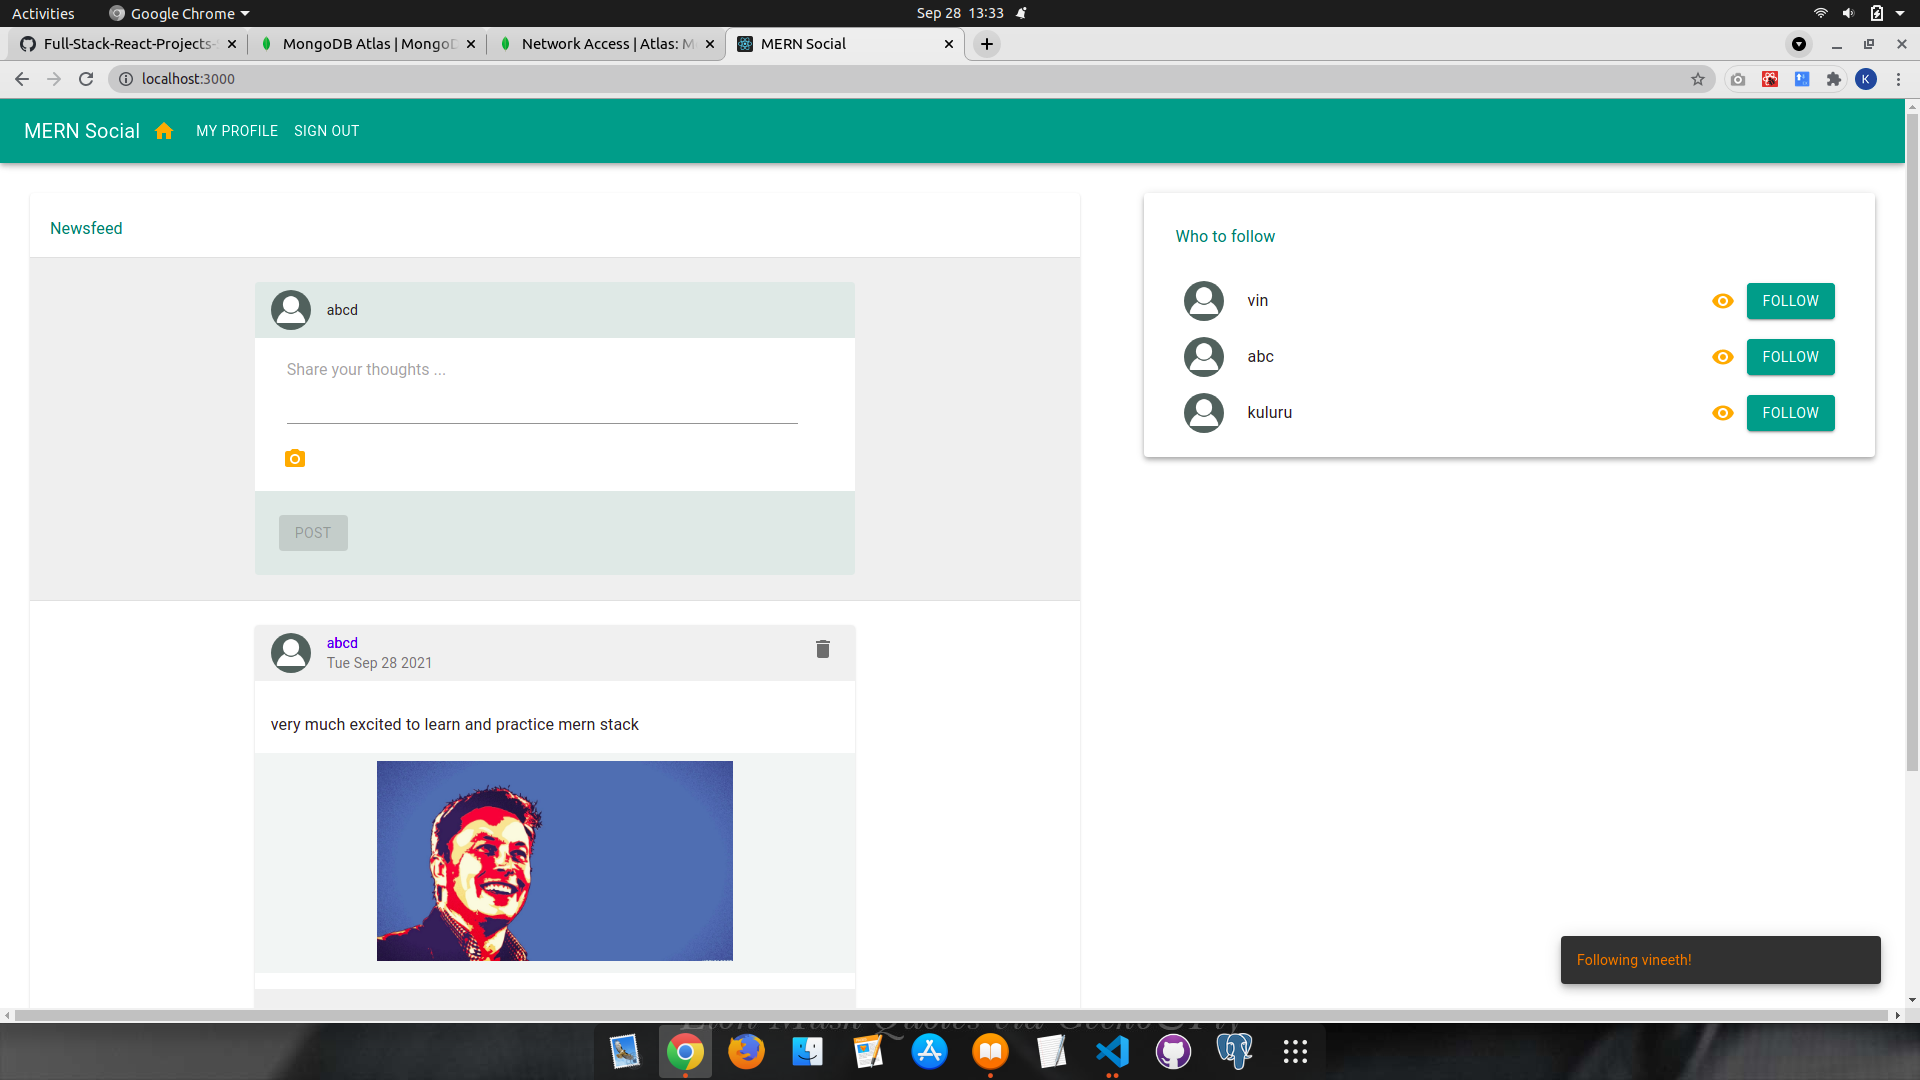 Activities
Google Chrome
Sep 28 13:33
Full-Stack-React-Projects-
MongoDB Atlas | MongoD
Network Access | Atlas: M
MERN Social
localhost:3000
K
MERN Social
MY PROFILE
SIGN OUT
Newsfeed
abcd
Share your thoughts ...
POST
abcd
Tue Sep 28 2021
very much excited to learn and practice mern stack
Who to follow
vin
FOLLOW
abc
FOLLOW
kuluru
FOLLOW
Following vineeth!